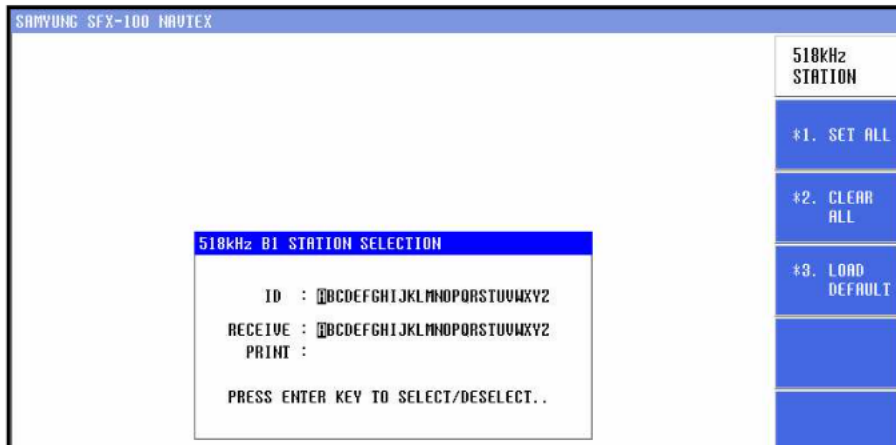 SAMYUNG SFX-100 NAVTEX
518kHz
STATION
*1. SET ALL
*2. CLEAR
ALL
*3. LOAD
DEFAULT
518kHz B1 STATION SELECTION
ID : ABCDEFGHIJKLMNOPQRSTUVWXYZ
RECEIVE : ABCDEFGHIJKLMNOPQRSTUVWXYZ
PRINT :
PRESS ENTER KEY TO SELECT/DESELECT..